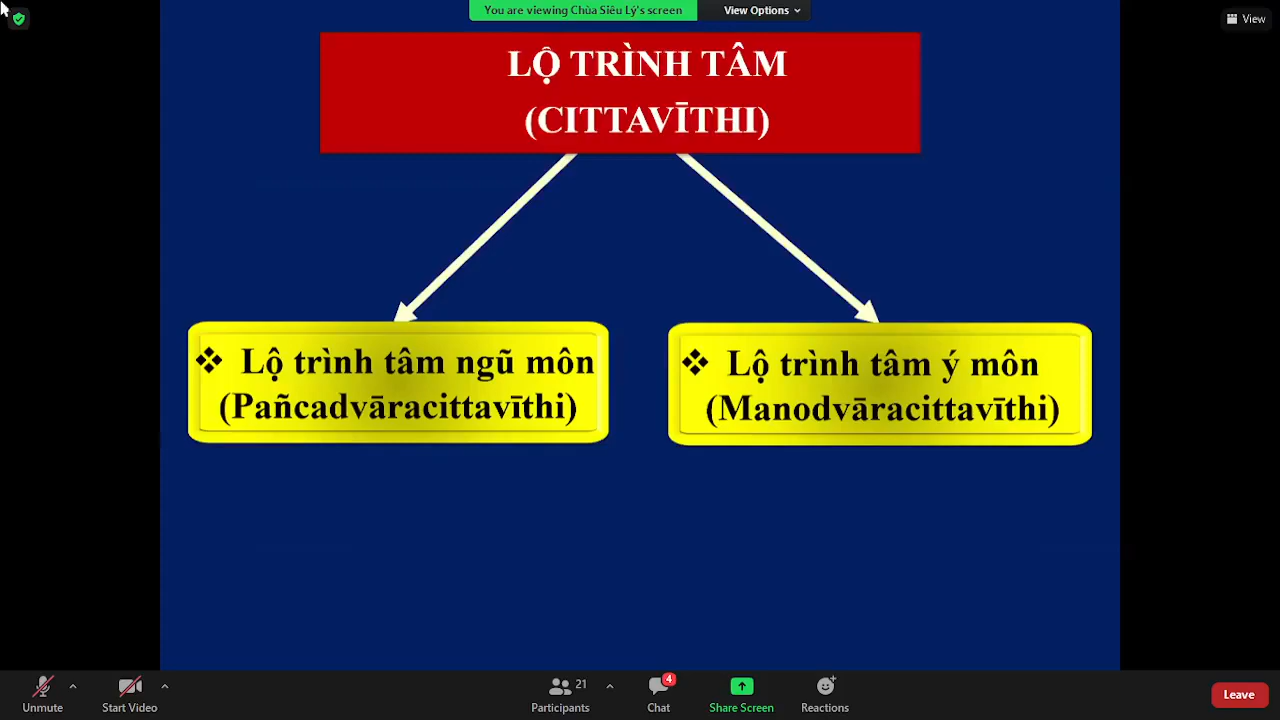 You are viewing Chùa Siêu Lý's screen
View Options
View
LỘ TRÌNH TÂM
(CITTAVĪTHI)
❖ Lộ trình tâm ngũ môn
(Pañcadvāracittavīthi)
❖ Lộ trình tâm ý môn
(Manodvāracittavīthi)
Unmute
Start Video
21
Participants
4
Chat
Share Screen
Reactions
Leave